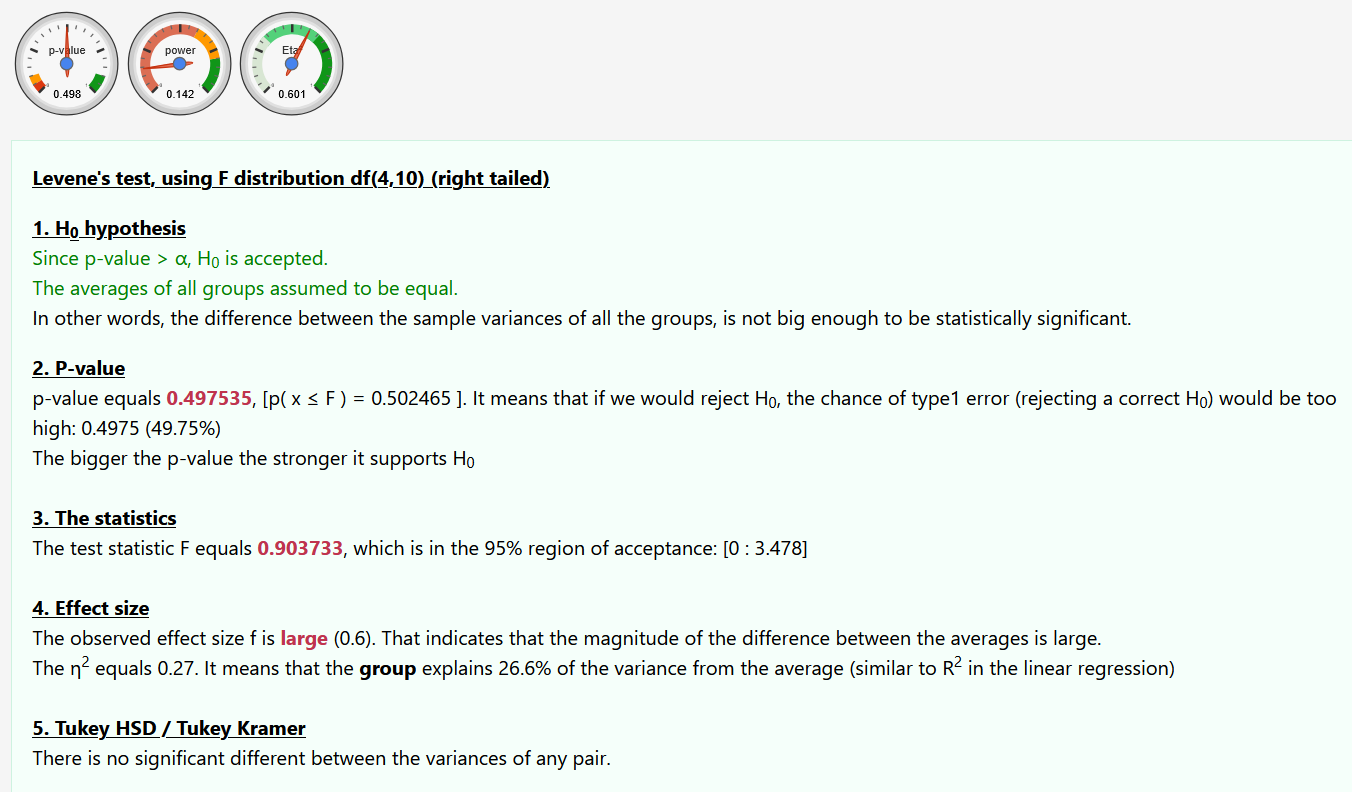 p-value power Eta
0.498 0.142 0.601
Levene's test, using F distribution df(4,10) (right tailed)
1. H₀ hypothesis
Since p-value > α, H₀ is accepted.
The averages of all groups assumed to be equal.
In other words, the difference between the sample variances of all the groups, is not big enough to be statistically significant.
2. P-value
p-value equals 0.497535, [p( x ≤ F ) = 0.502465 ]. It means that if we would reject H₀, the chance of type1 error (rejecting a correct H₀) would be too
high: 0.4975 (49.75%)
The bigger the p-value the stronger it supports H₀
3. The statistics
The test statistic F equals 0.903733, which is in the 95% region of acceptance: [0 : 3.478]
4. Effect size
The observed effect size f is large (0.6). That indicates that the magnitude of the difference between the averages is large.
The η² equals 0.27. It means that the group explains 26.6% of the variance from the average (similar to R² in the linear regression)
5. Tukey HSD / Tukey Kramer
There is no significant different between the variances of any pair.